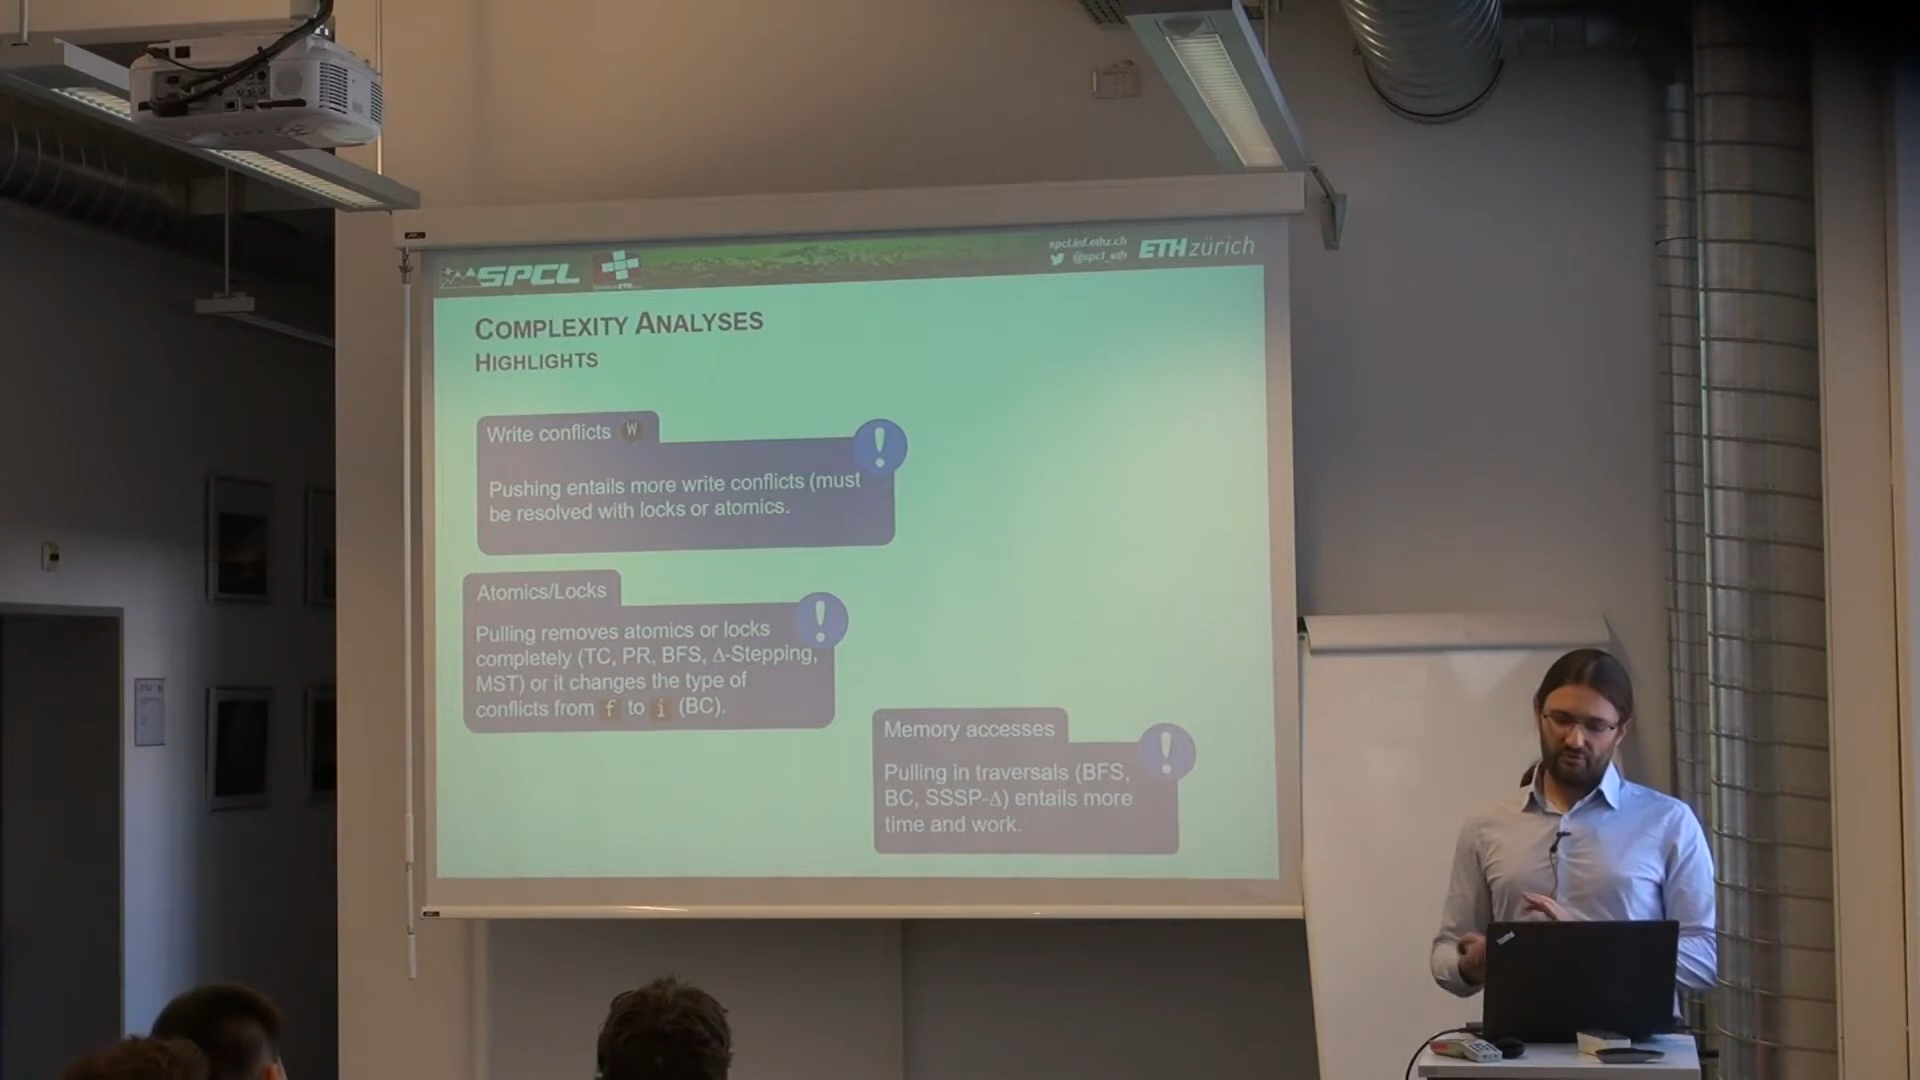 SPCL
spcl.inf.ethz.ch
@spcl_eth
ETH zürich
COMPLEXITY ANALYSES
HIGHLIGHTS
Write conflicts W
!
Pushing entails more write conflicts (must
be resolved with locks or atomics.
Atomics/Locks
!
Pulling removes atomics or locks
completely (TC, PR, BFS, Δ-Stepping,
MST) or it changes the type of
conflicts from f to i (BC).
Memory accesses
!
Pulling in traversals (BFS,
BC, SSSP-Δ) entails more
time and work.
ThinkPad